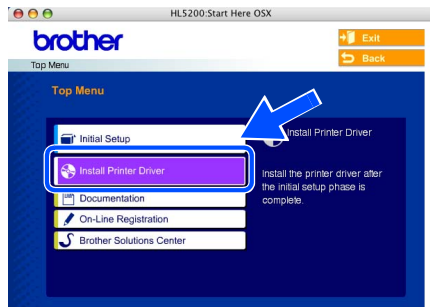 HL5200:Start Here OSX
brother
Exit
Back
Top Menu
Top Menu
Initial Setup
Install Printer Driver
Documentation
On-Line Registration
Brother Solutions Center
Install Printer Driver
Install the printer driver after
the initial setup phase is
complete.